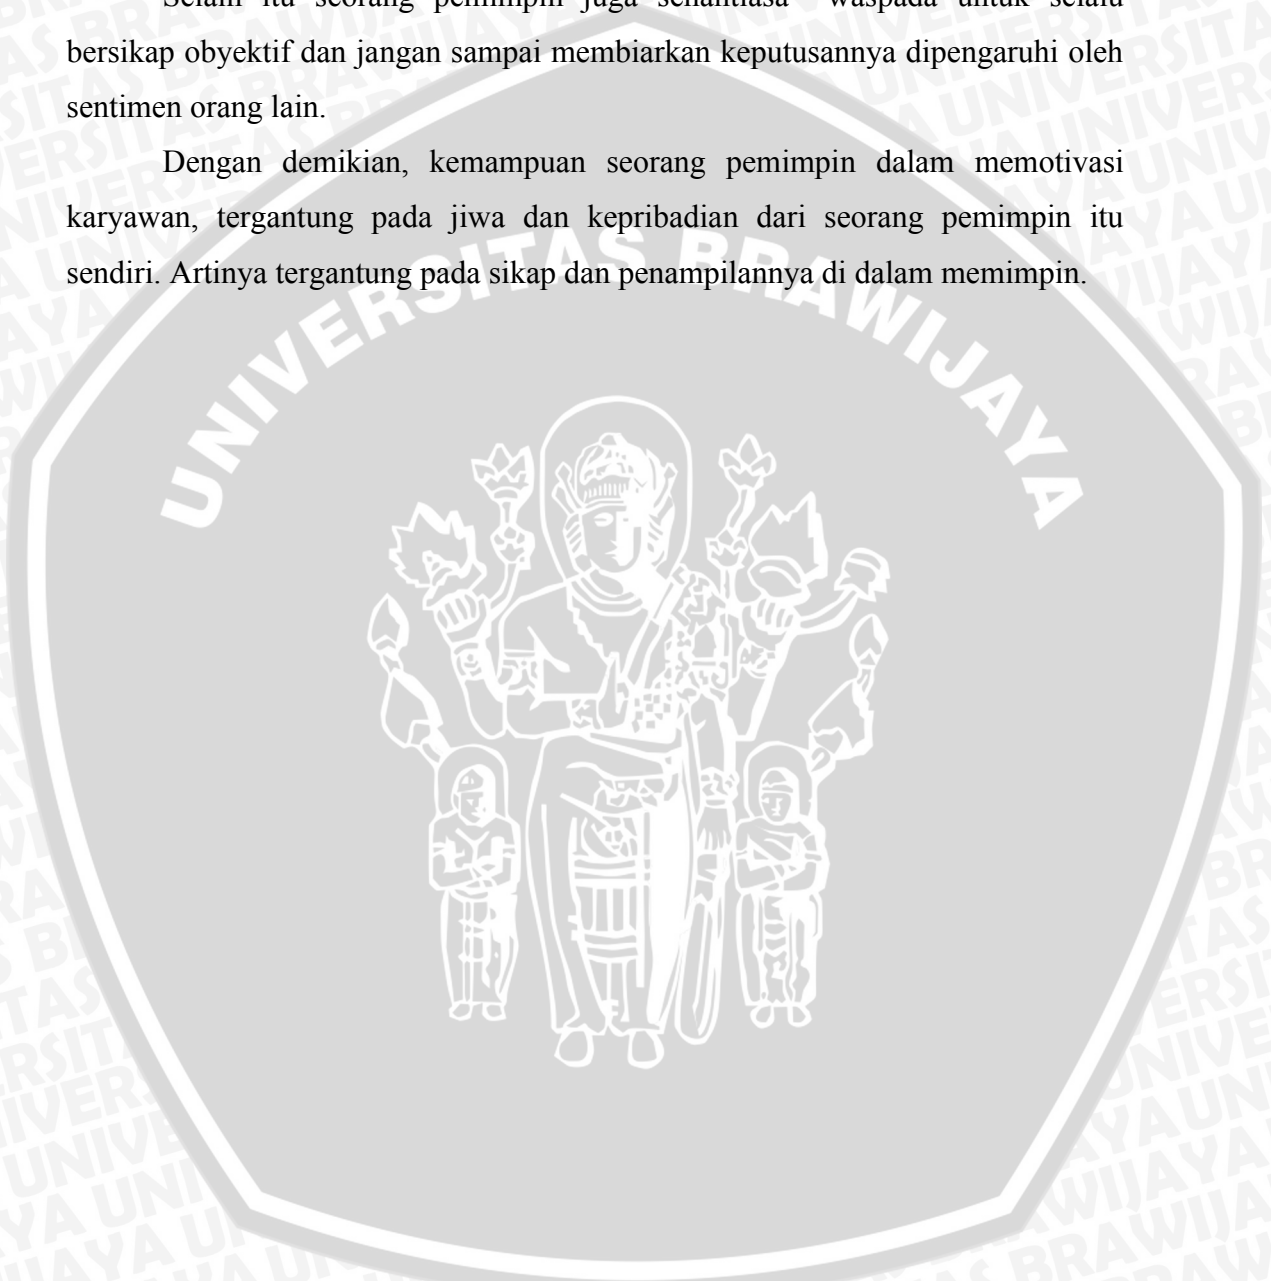 Selain itu seorang pemimpin juga senantiasa waspada untuk selalu
bersikap obyektif dan jangan sampai membiarkan keputusannya dipengaruhi oleh
sentimen orang lain.
Dengan demikian, kemampuan seorang pemimpin dalam memotivasi
karyawan, tergantung pada jiwa dan kepribadian dari seorang pemimpin itu
sendiri. Artinya tergantung pada sikap dan penampilannya di dalam memimpin.
UNIVERSITAS BRAWIJAYA